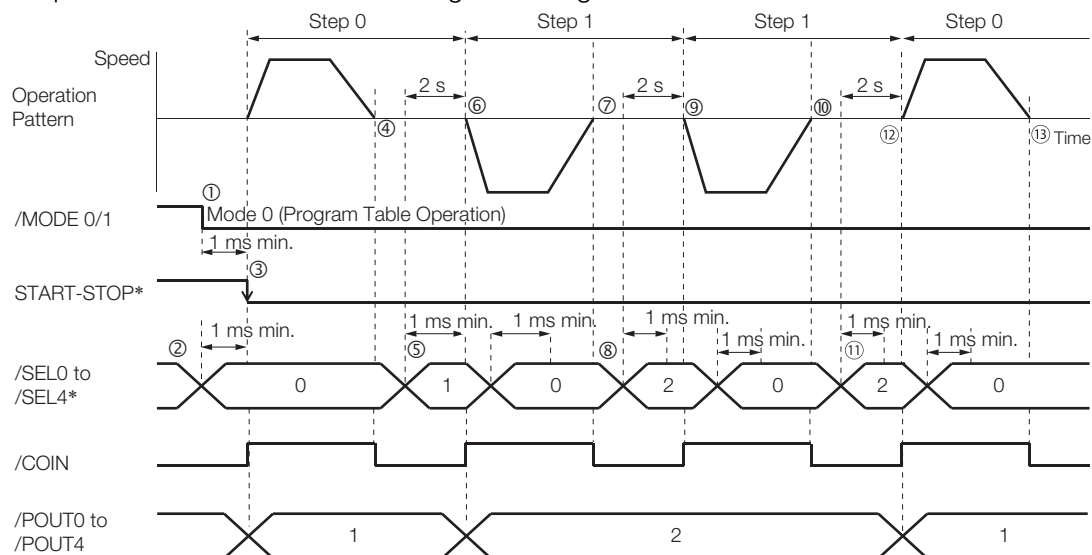 Step 0 Step 1 Step 1 Step 0
Speed
Operation
Pattern
2 s 2 s 2 s
④ ⑥ ⑦ ⑨ ⑩ ⑫ ⑬ Time
①
/MODE 0/1 Mode 0 (Program Table Operation)
1 ms min.
③
START-STOP*
1 ms min. 1 ms min. 1 ms min. 1 ms min. 1 ms min. 1 ms min. 1 ms min.
② ⑤ ⑧ ⑪
/SEL0 to
/SEL4*
0 1 0 2 0 2 0
/COIN
/POUT0 to
/POUT4
1 2 1